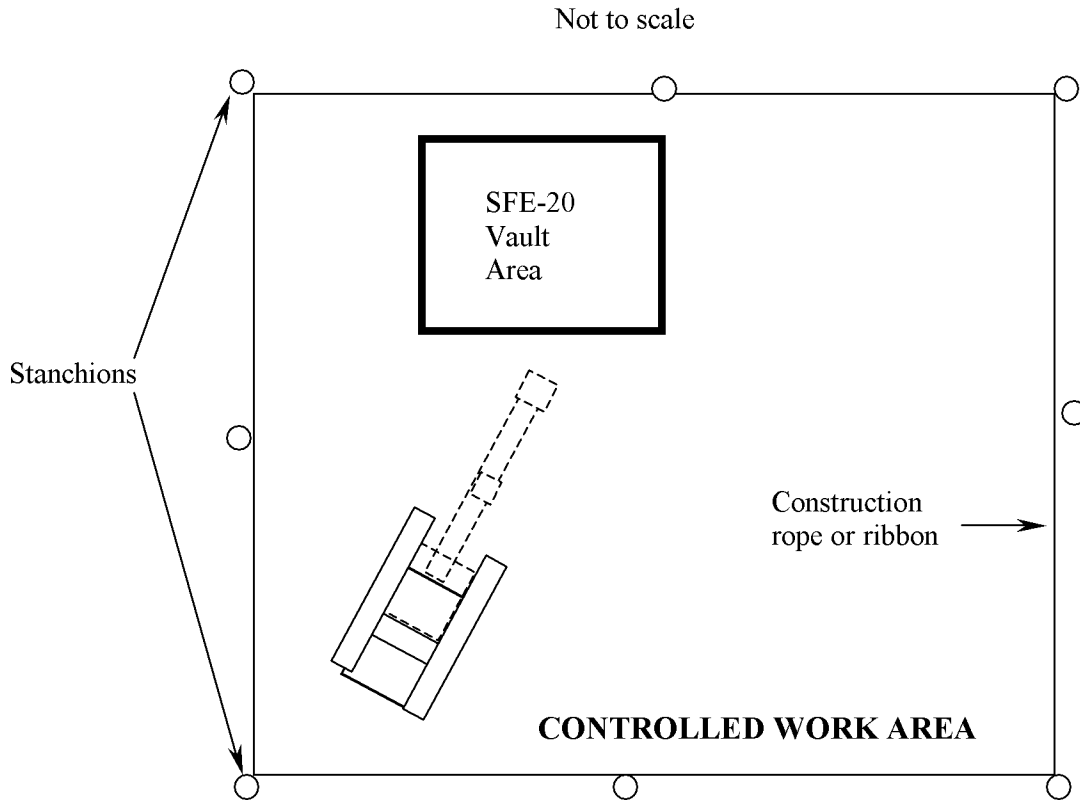 Not to scale
SFE-20
Vault
Area
Stanchions
Construction
rope or ribbon
CONTROLLED WORK AREA